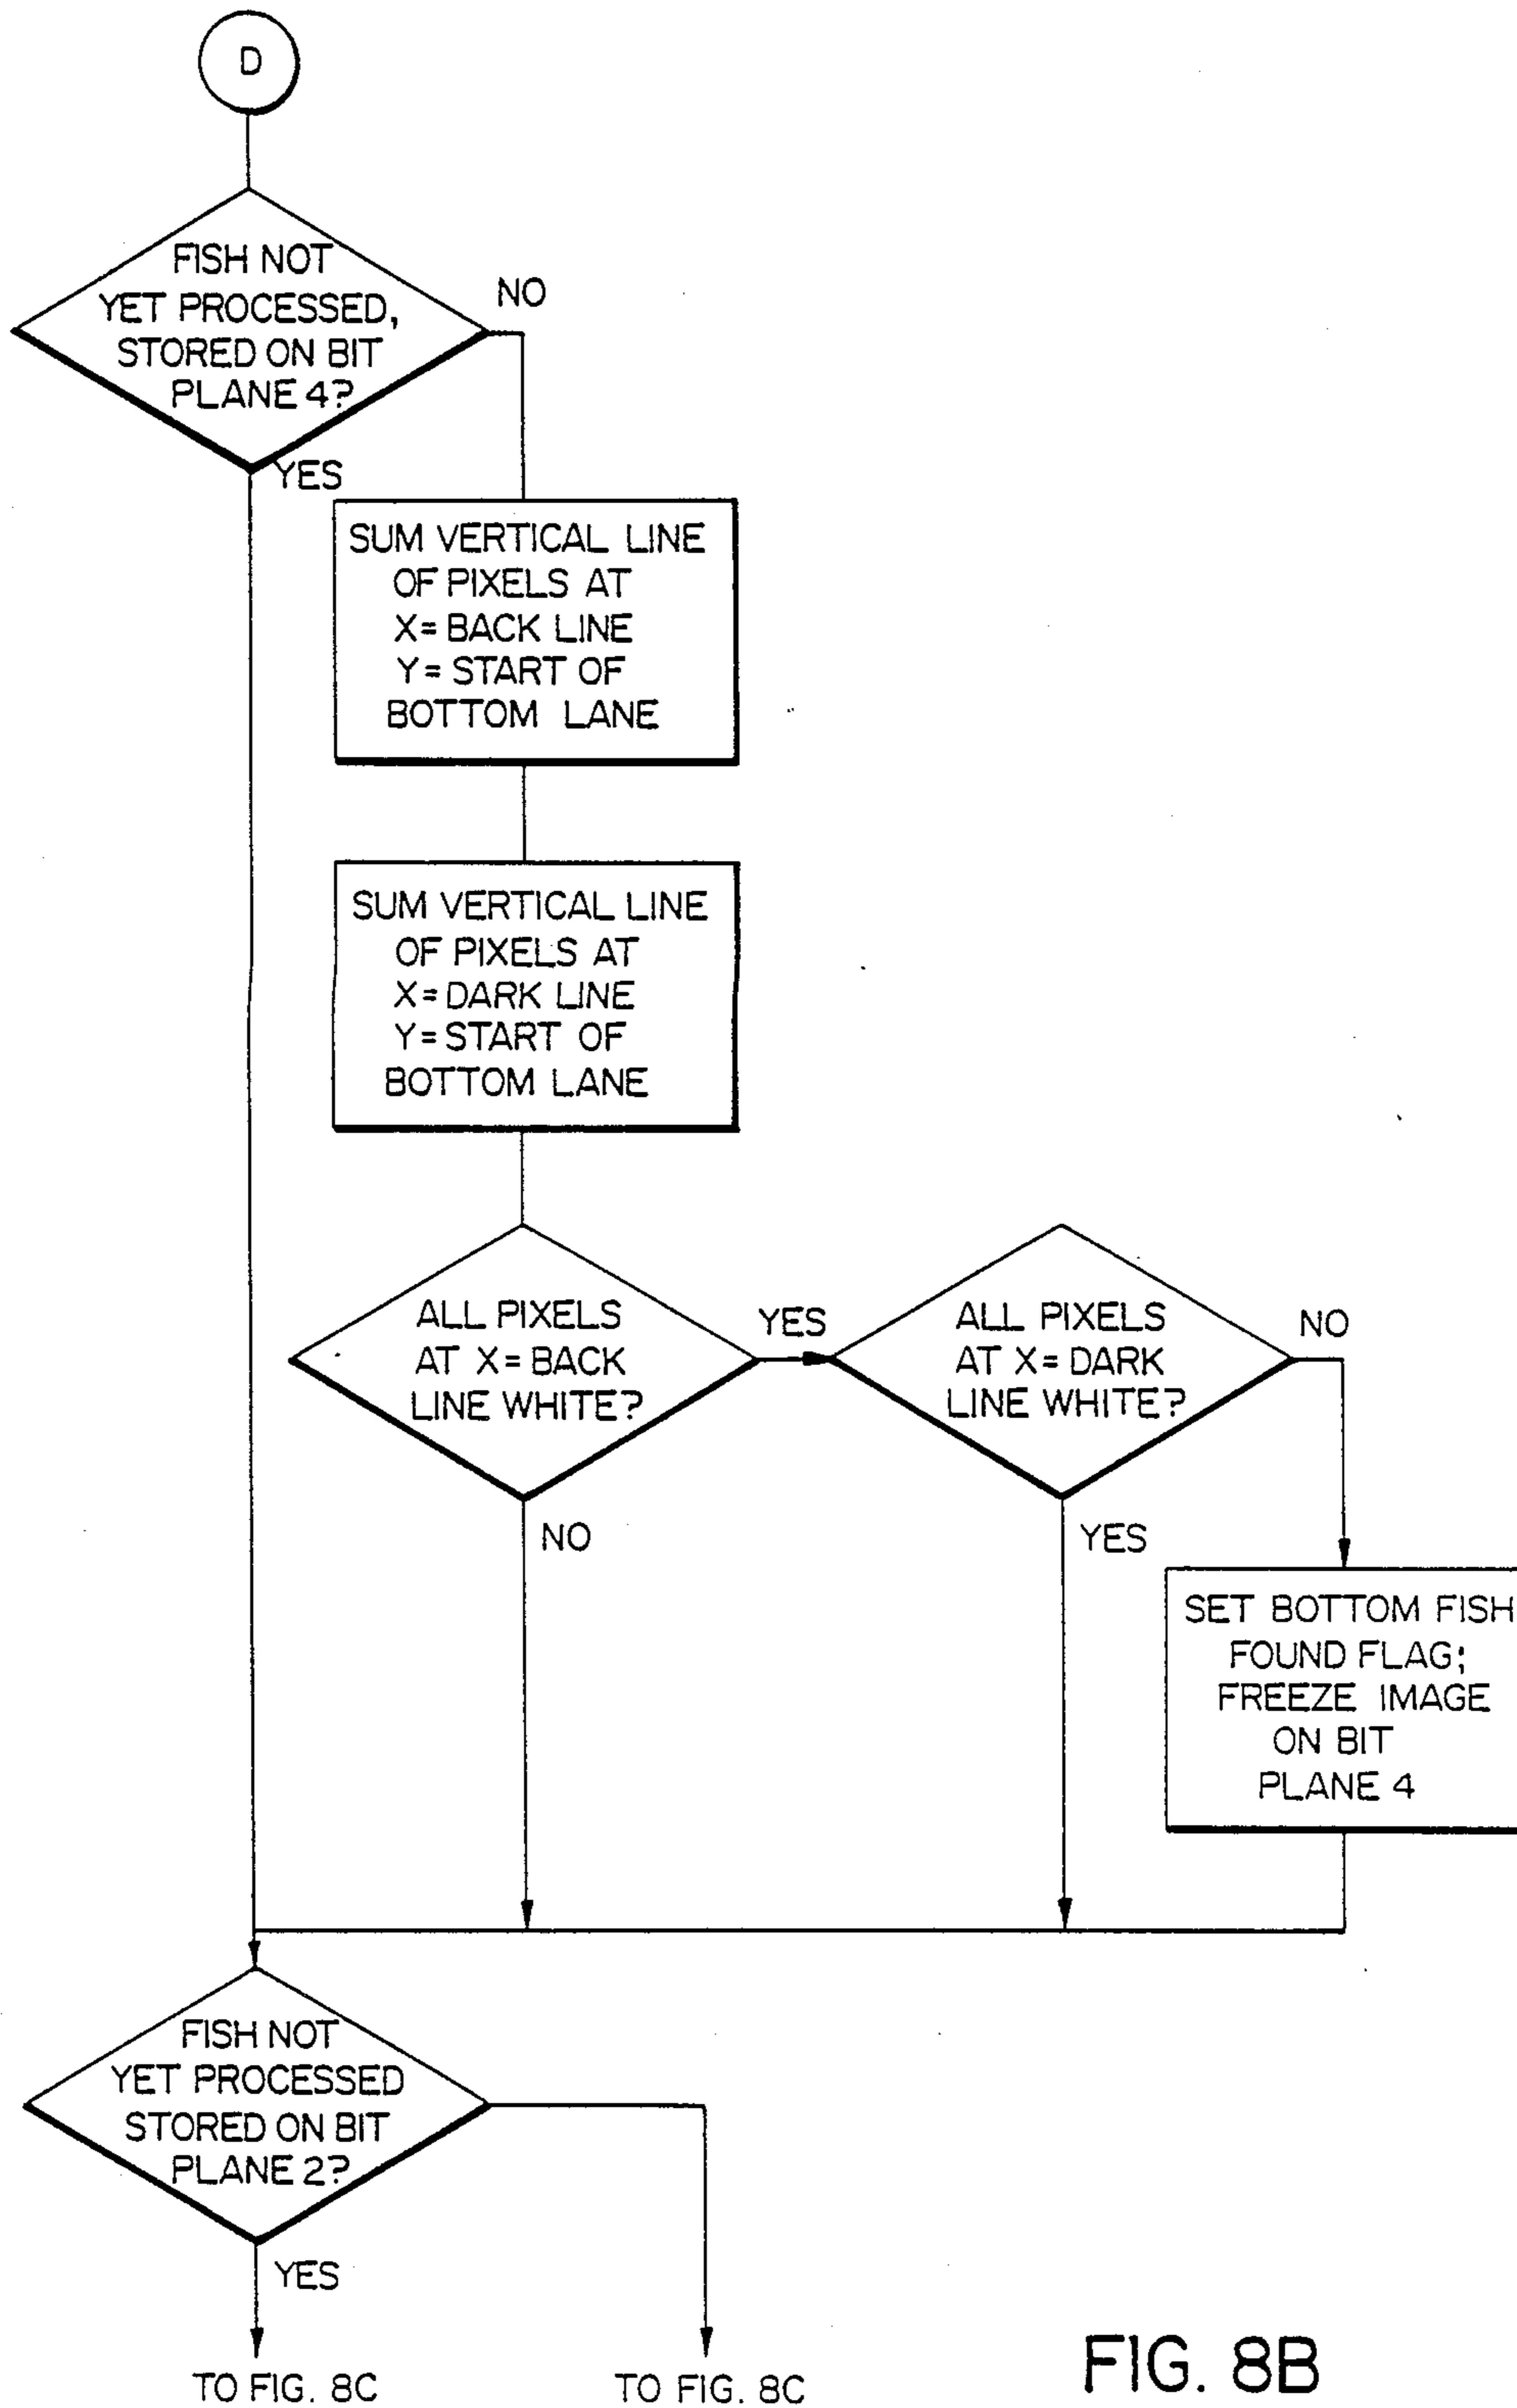 D
FISH NOT
YET PROCESSED,
STORED ON BIT
PLANE 4?
NO
YES
SUM VERTICAL LINE
OF PIXELS AT
X= BACK LINE
Y= START OF
BOTTOM LANE
SUM VERTICAL LINE
OF PIXELS AT
X= DARK LINE
Y= START OF
BOTTOM LANE
ALL PIXELS
AT X= BACK
LINE WHITE?
YES
NO
ALL PIXELS
AT X= DARK
LINE WHITE?
NO
YES
SET BOTTOM FISH
FOUND FLAG;
FREEZE IMAGE
ON BIT
PLANE 4
FISH NOT
YET PROCESSED
STORED ON BIT
PLANE 2?
YES
TO FIG. 8C
TO FIG. 8C
FIG. 8B